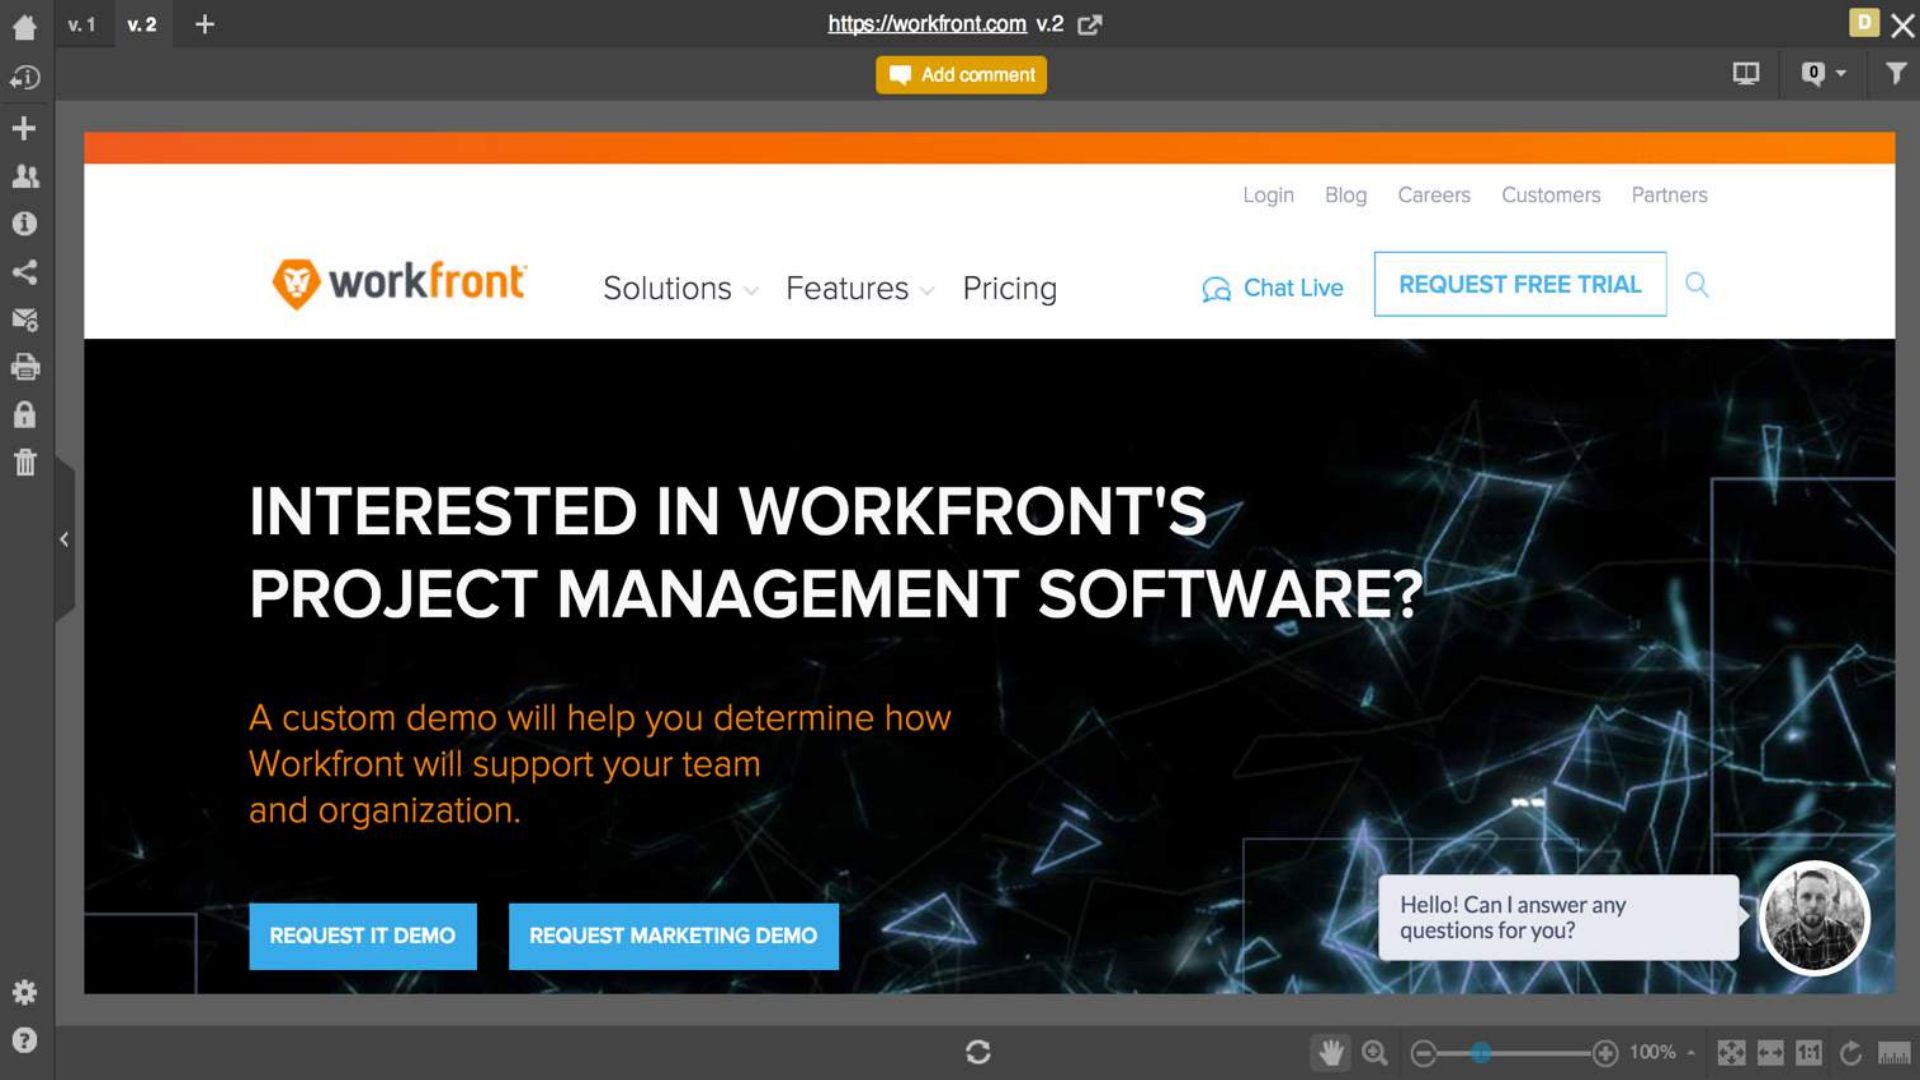 v. 1 v. 2 https://workfront.com v.2 D
Add comment 0
Login Blog Careers Customers Partners
workfront Solutions Features Pricing Chat Live REQUEST FREE TRIAL
INTERESTED IN WORKFRONT'S
PROJECT MANAGEMENT SOFTWARE?
A custom demo will help you determine how
Workfront will support your team
and organization.
Hello! Can I answer any
questions for you?
REQUEST IT DEMO REQUEST MARKETING DEMO
100% 1:1